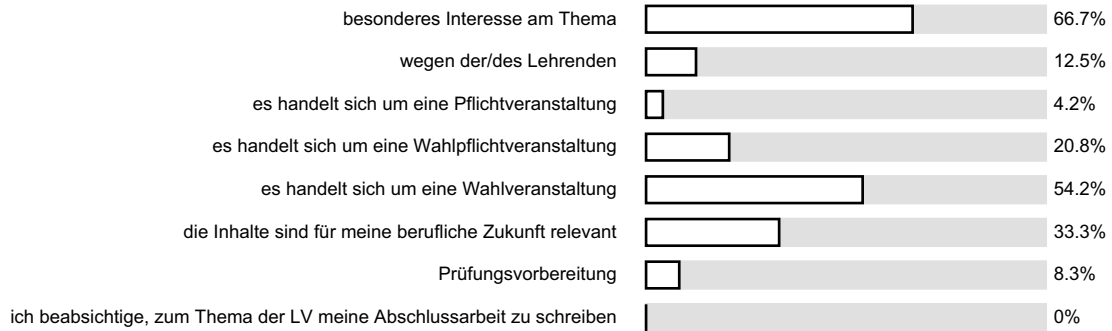 besonderes Interesse am Thema 66.7%
wegen der/des Lehrenden 12.5%
es handelt sich um eine Pflichtveranstaltung 4.2%
es handelt sich um eine Wahlpflichtveranstaltung 20.8%
es handelt sich um eine Wahlveranstaltung 54.2%
die Inhalte sind für meine berufliche Zukunft relevant 33.3%
Prüfungsvorbereitung 8.3%
ich beabsichtige, zum Thema der LV meine Abschlussarbeit zu schreiben 0%